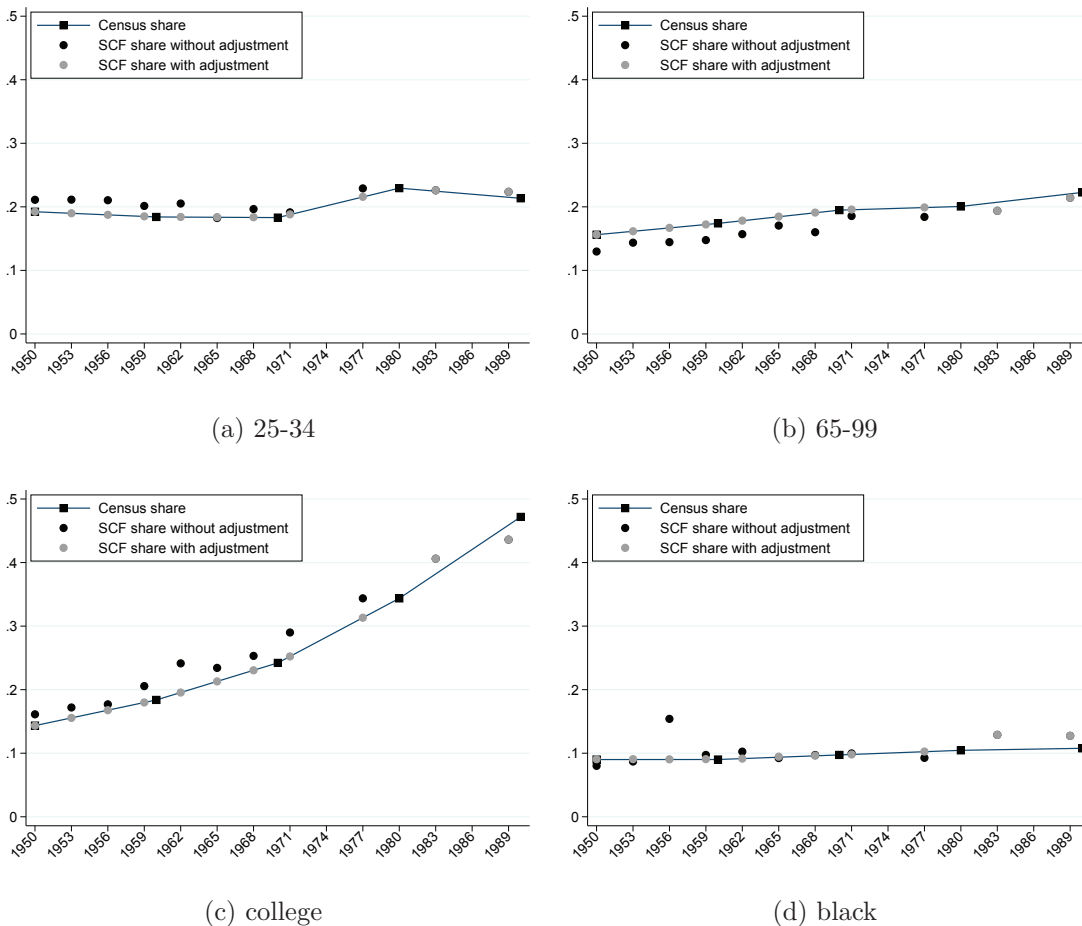 .5
.4
.3
.2
.1
0
Census share
SCF share without adjustment
SCF share with adjustment
1950 1953 1956 1959 1962 1965 1968 1971 1974 1977 1980 1983 1986 1989
(a) 25-34
.5
.4
.3
.2
.1
0
Census share
SCF share without adjustment
SCF share with adjustment
1950 1953 1956 1959 1962 1965 1968 1971 1974 1977 1980 1983 1986 1989
(b) 65-99
.5
.4
.3
.2
.1
0
Census share
SCF share without adjustment
SCF share with adjustment
1950 1953 1956 1959 1962 1965 1968 1971 1974 1977 1980 1983 1986 1989
(c) college
.5
.4
.3
.2
.1
0
Census share
SCF share without adjustment
SCF share with adjustment
1950 1953 1956 1959 1962 1965 1968 1971 1974 1977 1980 1983 1986 1989
(d) black